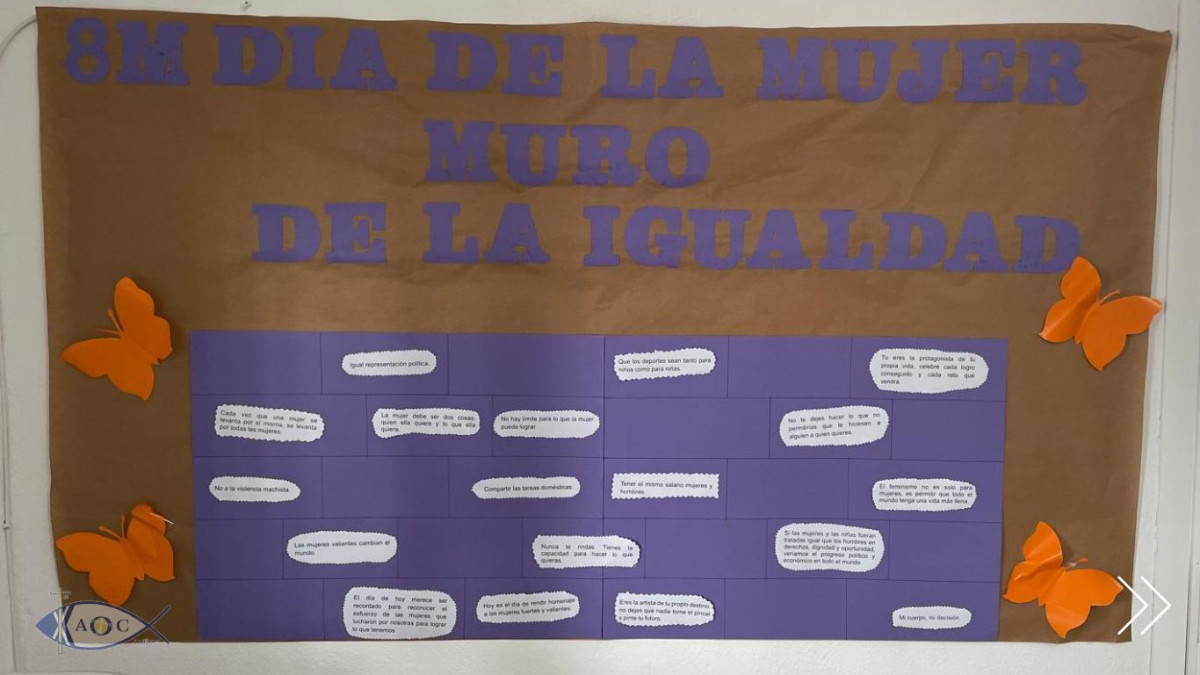 8M DIA DE LA MUJER
MURO
DE LA IGUALDAD
Igual representación política.
Que los deportes sean tanto para
niños como para niñas.
Tu eres la protagonista de tu
propia vida, celebre cada logro
conseguido y cada reto que
vendrá.
Cada vez que una mujer se
levanta por sí misma, se levanta
por todas las mujeres.
La mujer debe ser dos cosas:
quien ella quiera y lo que ella
quiera.
No hay límite para lo que la mujer
puede lograr
No te dejes hacer lo que no
permitirías que le hiciesen a
alguien a quien quieres.
No a la violencia machista.
Compartir las tareas domésticas.
Tener el mismo salario mujeres y
hombres.
El feminismo no es solo para
mujeres, es permitir que todo el
mundo tenga una vida más llena.
Las mujeres valientes cambian el
mundo.
Nunca te rindas. Tienes la
capacidad para hacer lo que
quieras.
Si las mujeres y las niñas fueran
tratadas igual que los hombres en
derechos, dignidad y oportunidad,
veríamos el progreso político y
económico en todo el mundo.
El día de hoy merece ser
recordado para reconocer el
esfuerzo de las mujeres que
lucharon por nosotras para lograr
lo que tenemos.
Hoy es el día de rendir homenaje
a las mujeres fuertes y valientes.
Eres la artista de tu propio destino,
no dejes que nadie tome el pincel
y pinte tu futuro.
Mi cuerpo, mi decisión.